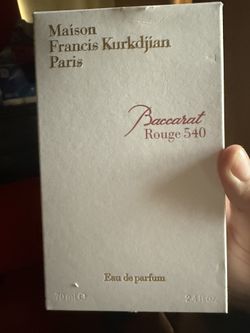 Maison
Francis Kurkdjian
Paris
Baccarat
Rouge 540
Eau de parfum
70 ml ℮ 2.4 fl.oz.